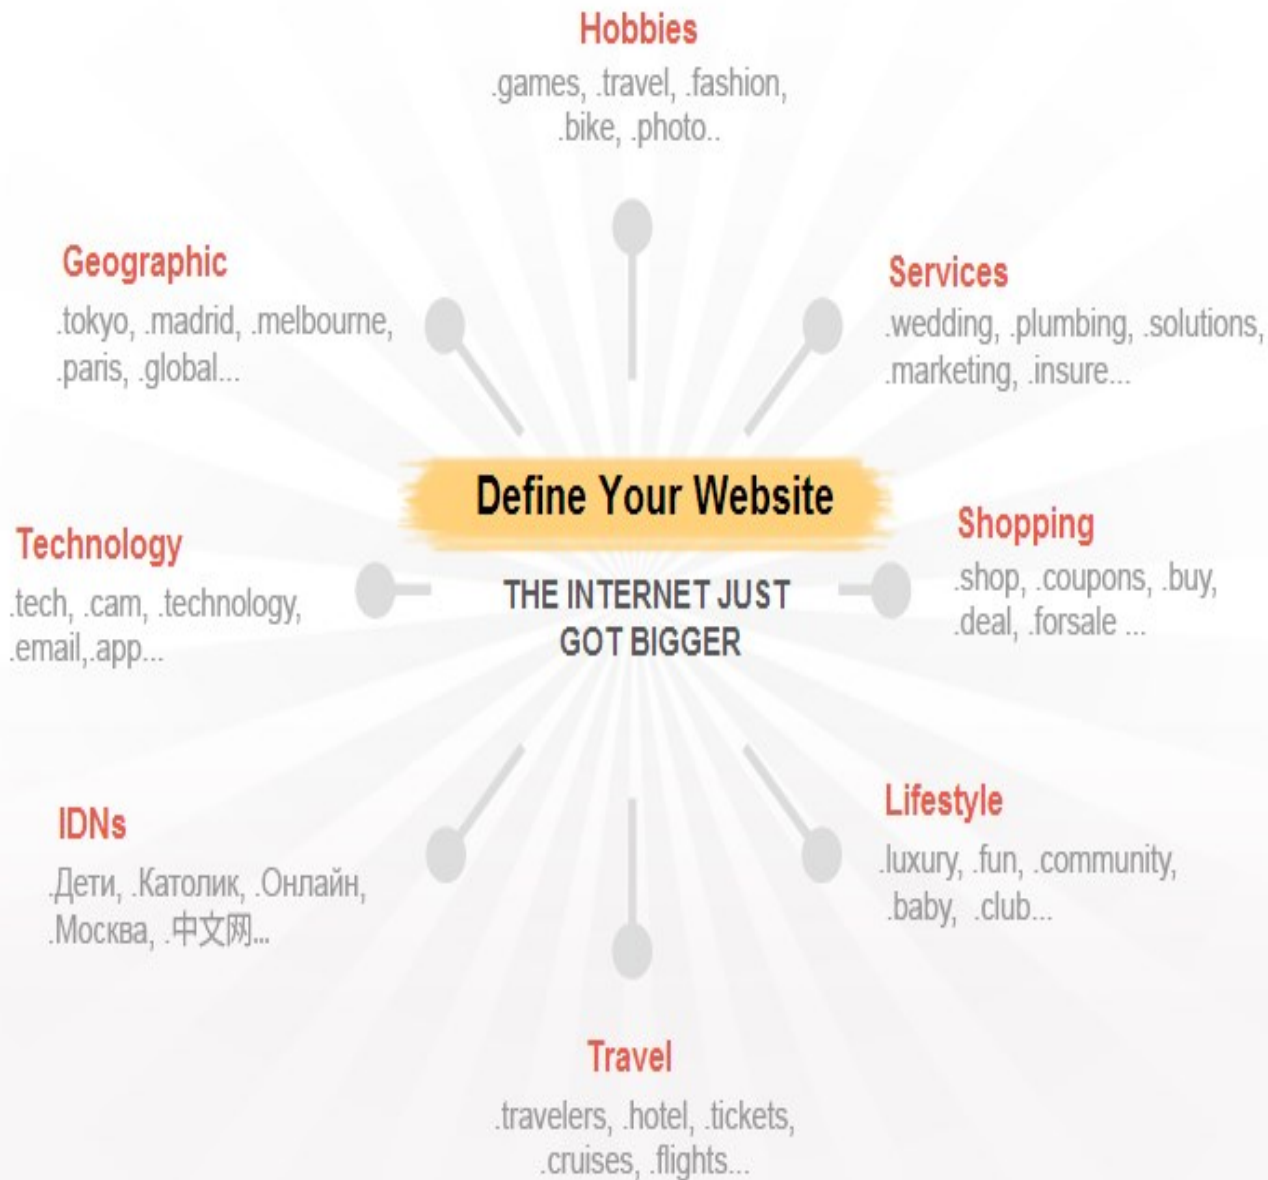 Hobbies
.games, .travel, .fashion,
.bike, .photo..
Geographic
.tokyo, .madrid, .melbourne,
.paris, .global...
Services
.wedding, .plumbing, .solutions,
.marketing, .insure...
Define Your Website
THE INTERNET JUST
GOT BIGGER
Technology
.tech, .cam, .technology,
.email,.app...
Shopping
.shop, .coupons, .buy,
.deal, .forsale ...
IDNs
.Дети, .Католик, .Онлайн,
.Москва, .中文网...
Lifestyle
.luxury, .fun, .community,
.baby, .club...
Travel
.travelers, .hotel, .tickets,
.cruises, .flights...